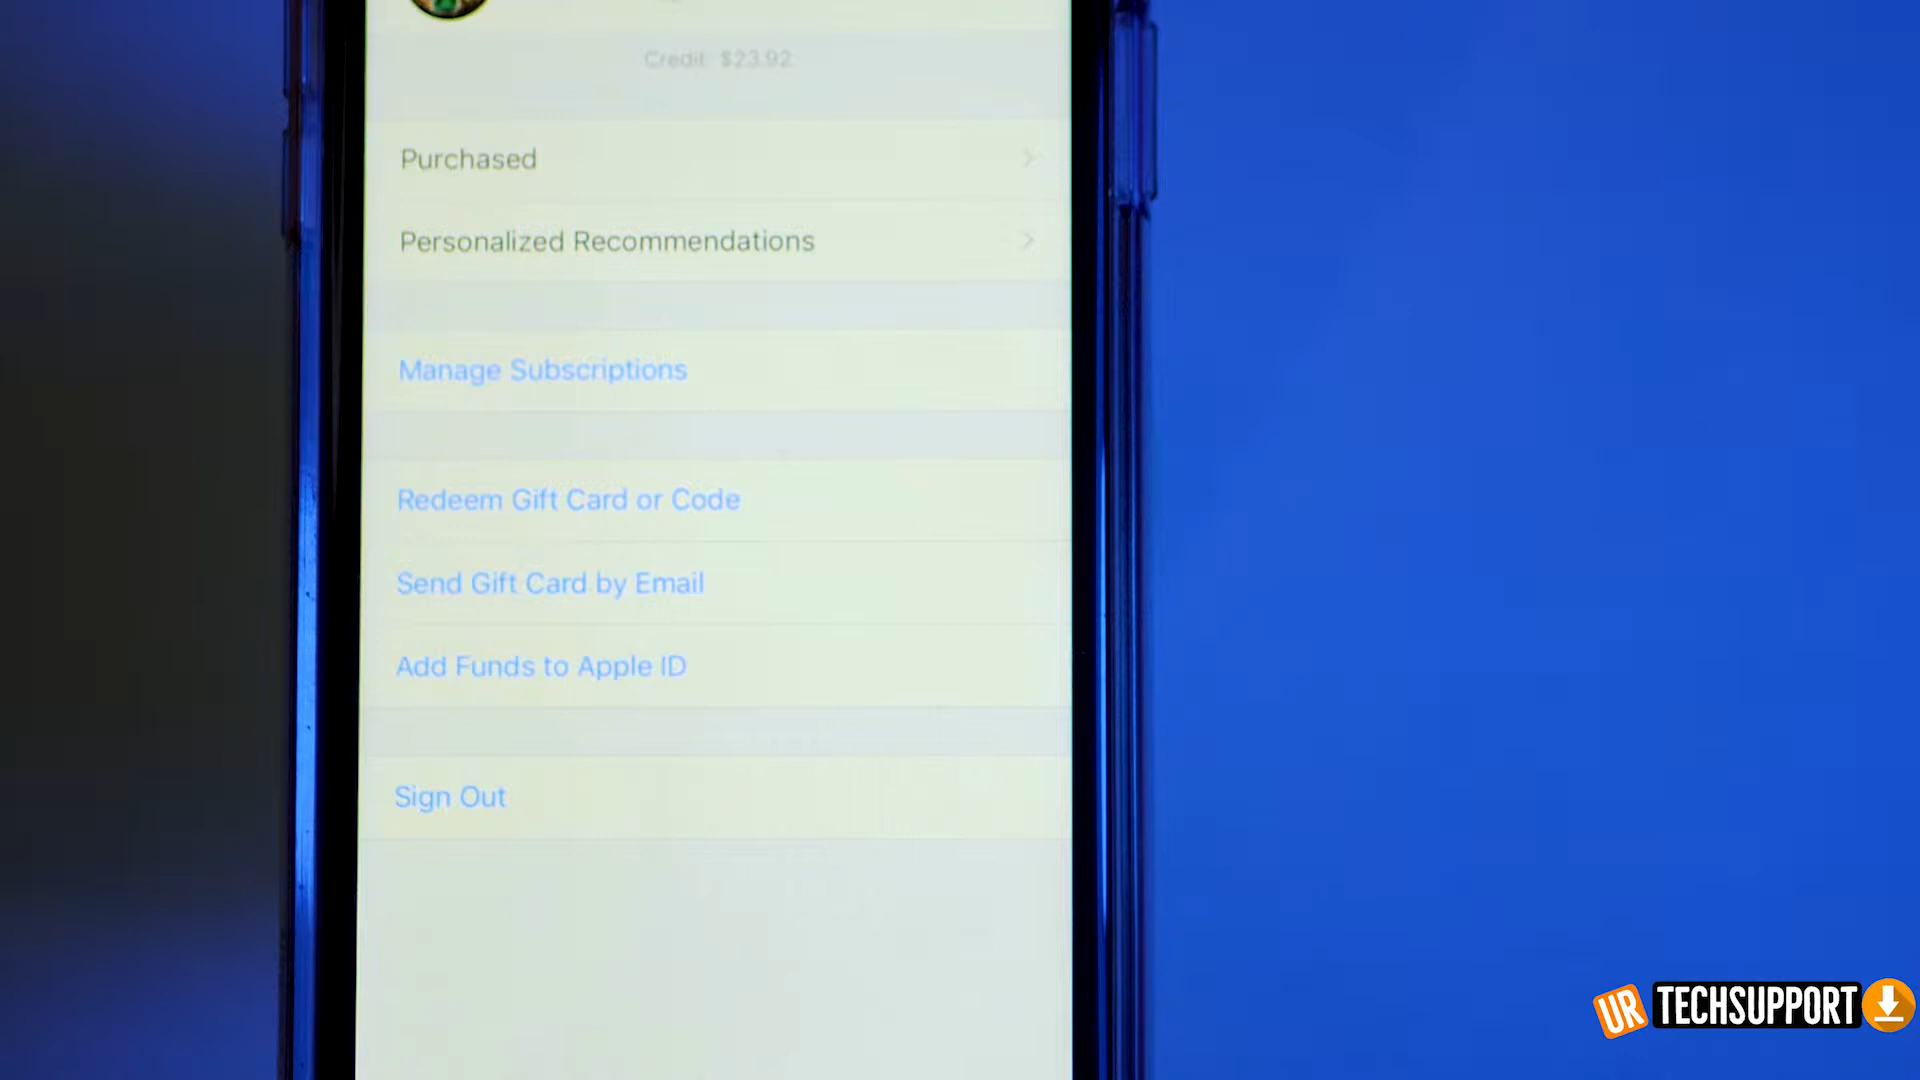 Credit: $23.92
Purchased
Personalized Recommendations
Manage Subscriptions
Redeem Gift Card or Code
Send Gift Card by Email
Add Funds to Apple ID
Sign Out
UR TECHSUPPORT